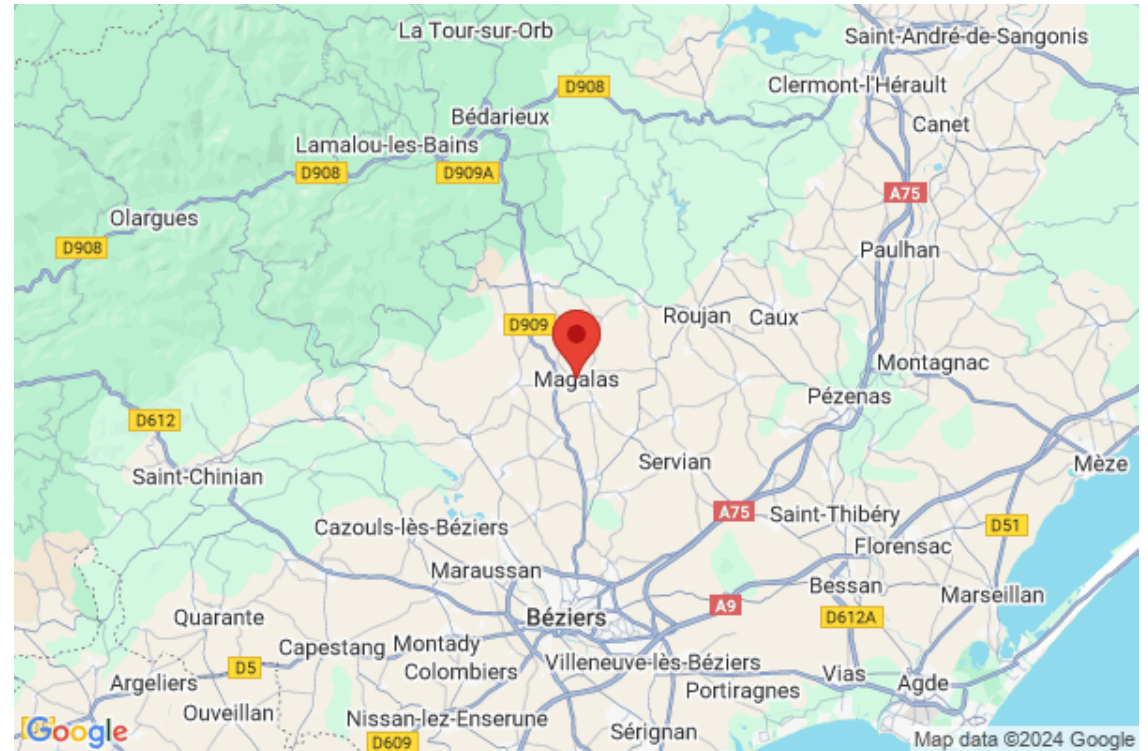 La Tour-sur-Orb
Saint-André-de-Sangonis
Clermont-l'Hérault
D908
Bédarieux
Canet
Lamalou-les-Bains
D908
D909A
A75
Olargues
D908
Paulhan
Roujan
Caux
D909
Magalas
Montagnac
Pézenas
D612
Servian
Mèze
Saint-Chinian
A75
Saint-Thibéry
Cazouls-lès-Béziers
D51
Florensac
Maraussan
Bessan
Marseillan
A9
Quarante
Béziers
D612A
Capestang
Montady
D5
Colombiers
Villeneuve-lès-Béziers
Vias
Agde
Argeliers
Portiragnes
Ouveillan
Nissan-lez-Enserune
Sérignan
Google
D609
Map data ©2024 Google